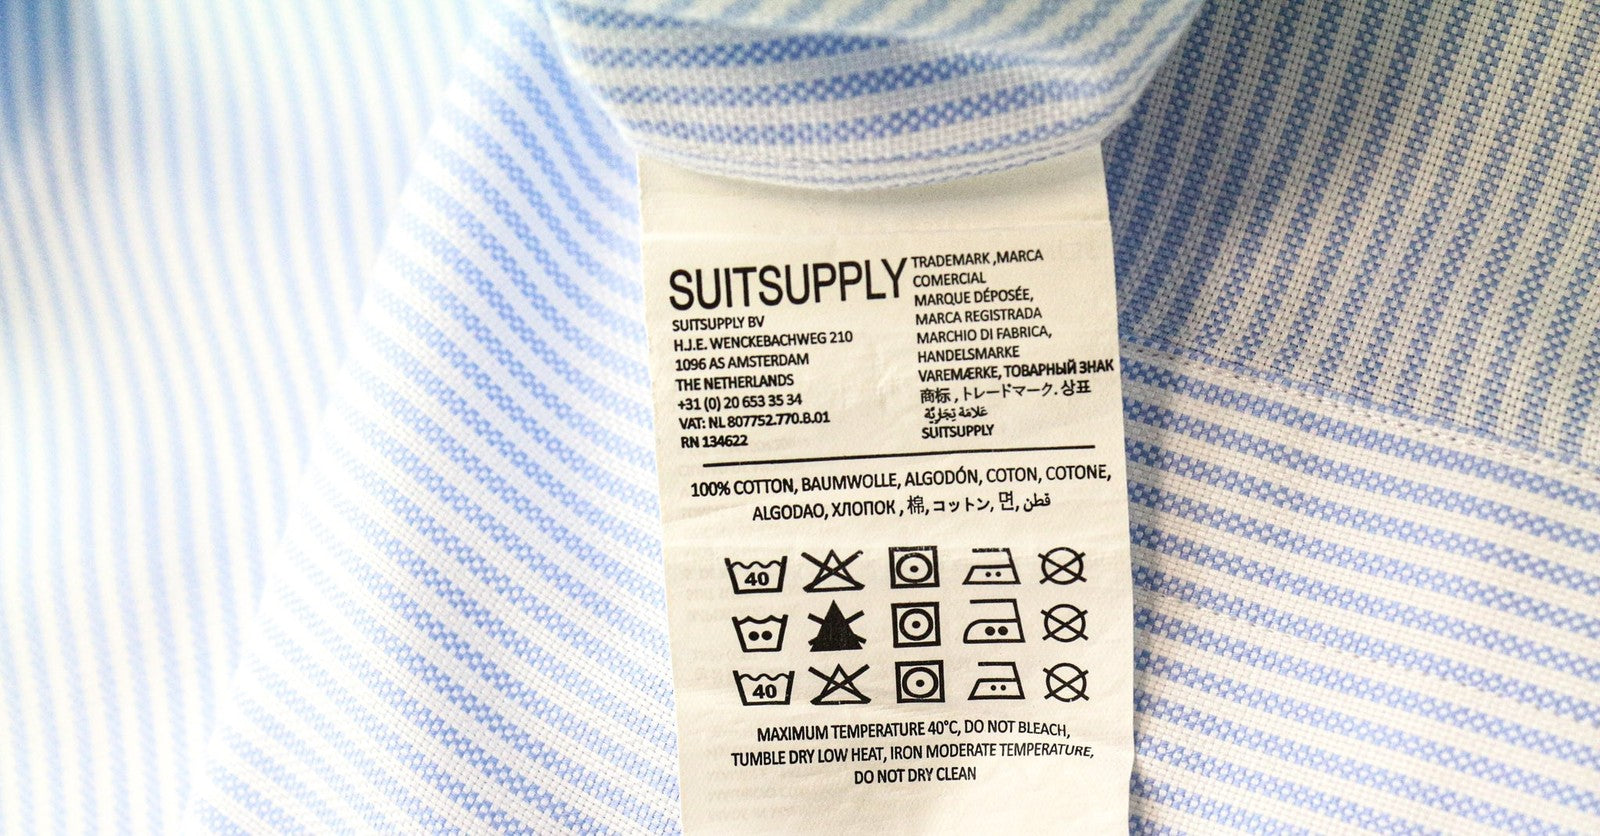 SUITSUPPLY
SUITSUPPLY BV
H.J.E. WENCKEBACHWEG 210
1096 AS AMSTERDAM
THE NETHERLANDS
+31 (0) 20 653 35 34
VAT: NL 807752.770.B.01
RN 134622
TRADEMARK ,MARCA
COMERCIAL
MARQUE DÉPOSÉE,
MARCA REGISTRADA
MARCHIO DI FABRICA,
HANDELSMARKE
VAREMÆRKE, ТОВАРНЫЙ ЗНАК
商标 , トレードマーク. 상표
عَلاَمَة تِجَارِيَّة
SUITSUPPLY
100% COTTON, BAUMWOLLE, ALGODÓN, COTON, COTONE,
ALGODAO, ХЛОПОК , 棉, コットン, 면, قطن
40
40
MAXIMUM TEMPERATURE 40°C, DO NOT BLEACH,
TUMBLE DRY LOW HEAT, IRON MODERATE TEMPERATURE,
DO NOT DRY CLEAN